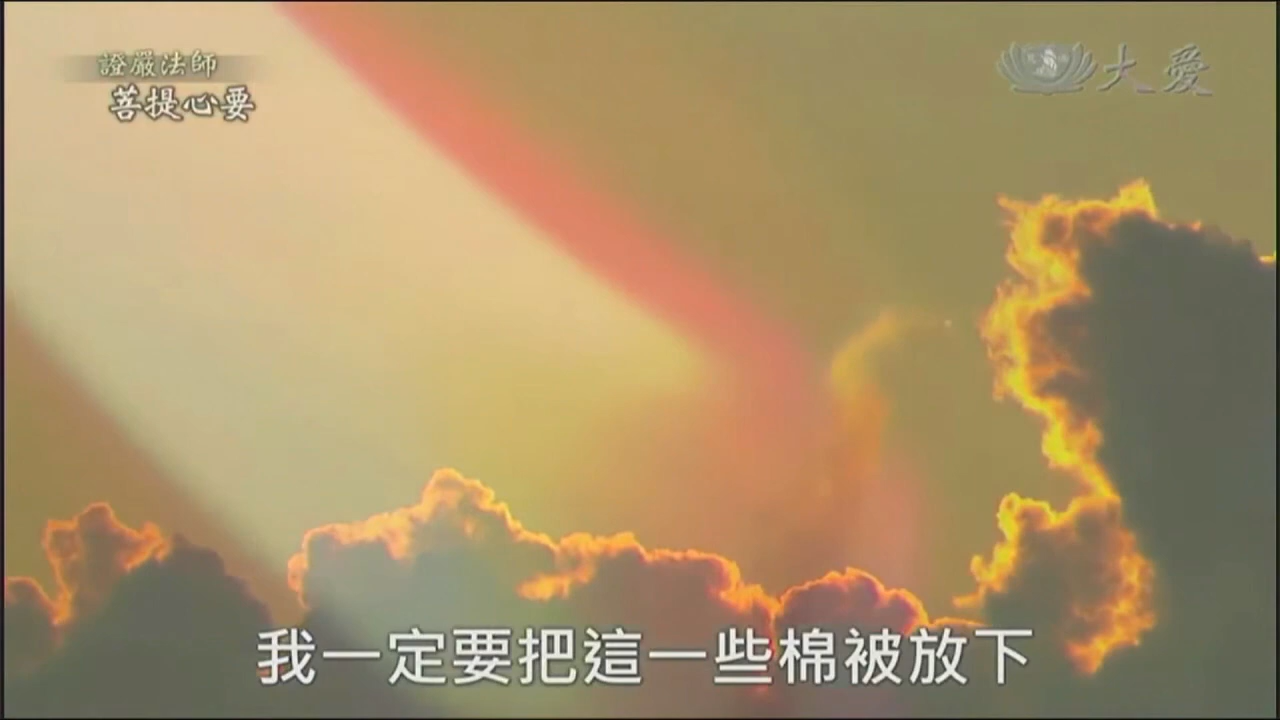 證嚴法師
菩提心要
大愛
我一定要把這一些棉被放下